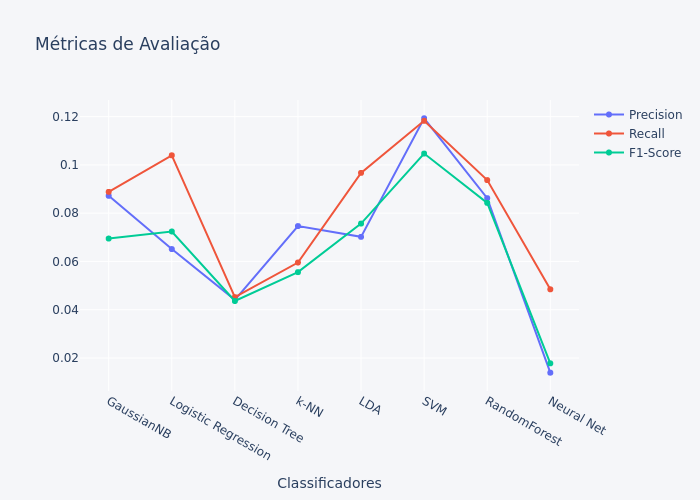 Métricas de Avaliação
Precision
Recall
F1-Score
0.12
0.1
0.08
0.06
0.04
0.02
GaussianNB
Logistic Regression
Decision Tree
k-NN
LDA
SVM
RandomForest
Neural Net
Classificadores